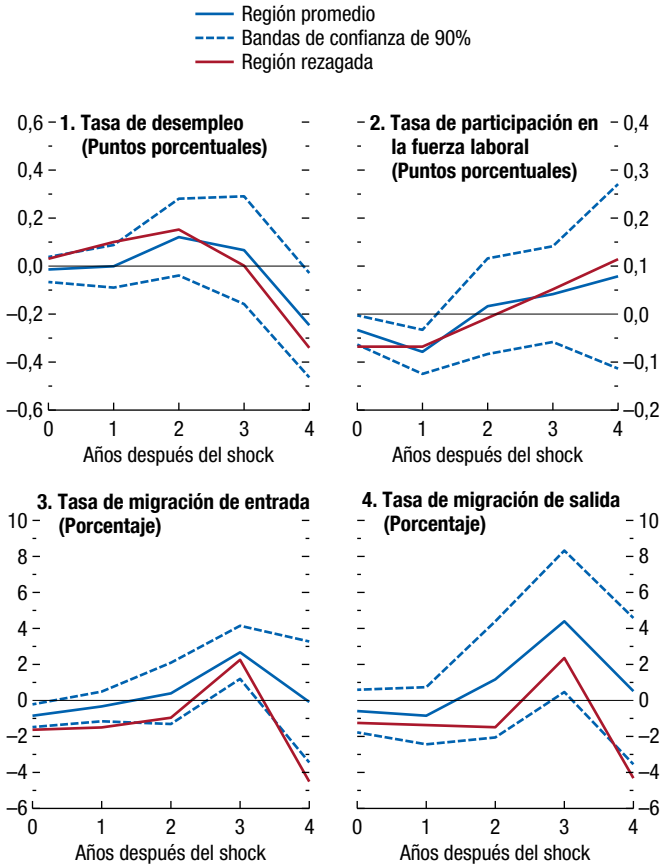 Región promedio
Bandas de confianza de 90%
Región rezagada
1. Tasa de desempleo
(Puntos porcentuales)
0,6
0,4
0,2
0,0
–0,2
–0,4
–0,6
0 1 2 3 4
Años después del shock
2. Tasa de participación en
la fuerza laboral
(Puntos porcentuales)
0,4
0,3
0,2
0,1
0,0
–0,1
–0,2
0 1 2 3 4
Años después del shock
3. Tasa de migración de entrada
(Porcentaje)
10
8
6
4
2
0
–2
–4
–6
0 1 2 3 4
Años después del shock
4. Tasa de migración de salida
(Porcentaje)
10
8
6
4
2
0
–2
–4
–6
0 1 2 3 4
Años después del shock